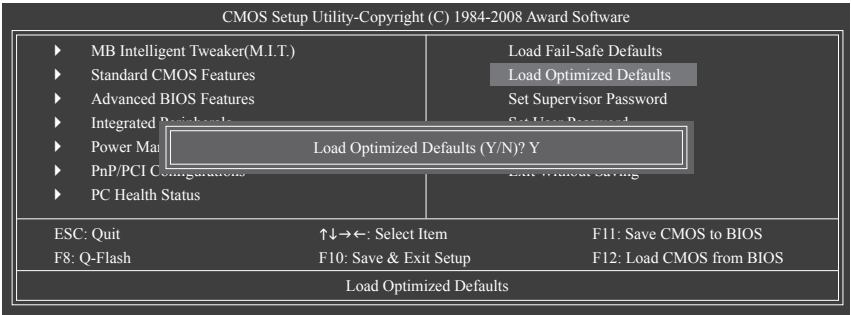 CMOS Setup Utility-Copyright (C) 1984-2008 Award Software
MB Intelligent Tweaker(M.I.T.)
Standard CMOS Features
Advanced BIOS Features
Integrated
Power
PnP/PCI
PC Health Status
Load Fail-Safe Defaults
Load Optimized Defaults
Set Supervisor Password
Load Optimized Defaults (Y/N)? Y
Exit Without Saving
ESC: Quit
↑↓→←: Select Item
F11: Save CMOS to BIOS
F8: Q-Flash
F10: Save & Exit Setup
F12: Load CMOS from BIOS
Load Optimized Defaults